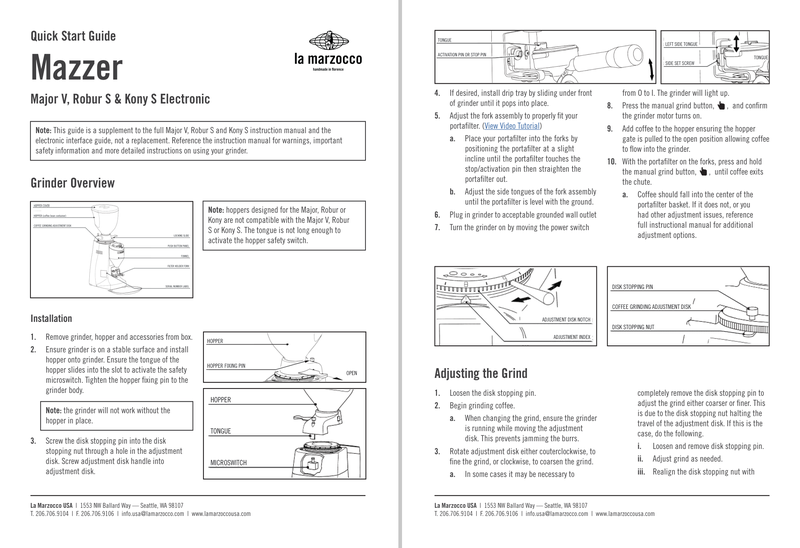 Quick Start Guide
Mazzer
la marzocco
handmade in florence
Major V, Robur S & Kony S Electronic
Note: This guide is a supplement to the full Major V, Robur S and Kony S instruction manual and the
electronic interface guide, not a replacement. Reference the instruction manual for warnings, important
safety information and more detailed instructions on using your grinder.
Grinder Overview
Note: hoppers designed for the Major, Robur or
Kony are not compatible with the Major V, Robur
S or Kony S. The tongue is not long enough to
activate the hopper safety switch.
Installation
1. Remove grinder, hopper and accessories from box.
2. Ensure grinder is on a stable surface and install
hopper onto grinder. Ensure the tongue of the
hopper slides into the slot to activate the safety
microswitch. Tighten the hopper fixing pin to the
grinder body.
Note: the grinder will not work without the
hopper in place.
3. Screw the disk stopping pin into the disk
stopping nut through a hole in the adjustment
disk. Screw adjustment disk handle into
adjustment disk.
HOPPER
HOPPER FIXING PIN
OPEN
HOPPER
TONGUE
MICROSWITCH
La Marzocco USA | 1553 NW Ballard Way — Seattle, WA 98107
T. 206.706.9104 | F. 206.706.9106 | info.usa@lamarzocco.com | www.lamarzoccousa.com
TONGUE
ACTIVATION PIN OR STOP PIN
LEFT SIDE TONGUE
SIDE SET SCREW
TONGUE
4. If desired, install drip tray by sliding under front
of grinder until it pops into place.
5. Adjust the fork assembly to properly fit your
portafilter. (View Video Tutorial)
a. Place your portafilter into the forks by
positioning the portafilter at a slight
incline until the portafilter touches the
stop/activation pin then straighten the
portafilter out.
b. Adjust the side tongues of the fork assembly
until the portafilter is level with the ground.
6. Plug in grinder to acceptable grounded wall outlet
7. Turn the grinder on by moving the power switch
from O to I. The grinder will light up.
8. Press the manual grind button, , and confirm
the grinder motor turns on.
9. Add coffee to the hopper ensuring the hopper
gate is pulled to the open position allowing coffee
to flow into the grinder.
10. With the portafilter on the forks, press and hold
the manual grind button, , until coffee exits
the chute.
a. Coffee should fall into the center of the
portafilter basket. If it does not, or you
had other adjustment issues, reference
full instructional manual for additional
adjustment options.
ADJUSTMENT DISK NOTCH
ADJUSTMENT INDEX
DISK STOPPING PIN
COFFEE GRINDING ADJUSTMENT DISK
DISK STOPPING NUT
Adjusting the Grind
1. Loosen the disk stopping pin.
2. Begin grinding coffee.
a. When changing the grind, ensure the grinder
is running while moving the adjustment
disk. This prevents jamming the burrs.
3. Rotate adjustment disk either couterclockwise, to
fine the grind, or clockwise, to coarsen the grind.
a. In some cases it may be necessary to
completely remove the disk stopping pin to
adjust the grind either coarser or finer. This
is due to the disk stopping nut halting the
travel of the adjustment disk. If this is the
case, do the following.
i. Loosen and remove disk stopping pin.
ii. Adjust grind as needed.
iii. Realign the disk stopping nut with
La Marzocco USA | 1553 NW Ballard Way — Seattle, WA 98107
T. 206.706.9104 | F. 206.706.9106 | info.usa@lamarzocco.com | www.lamarzoccousa.com